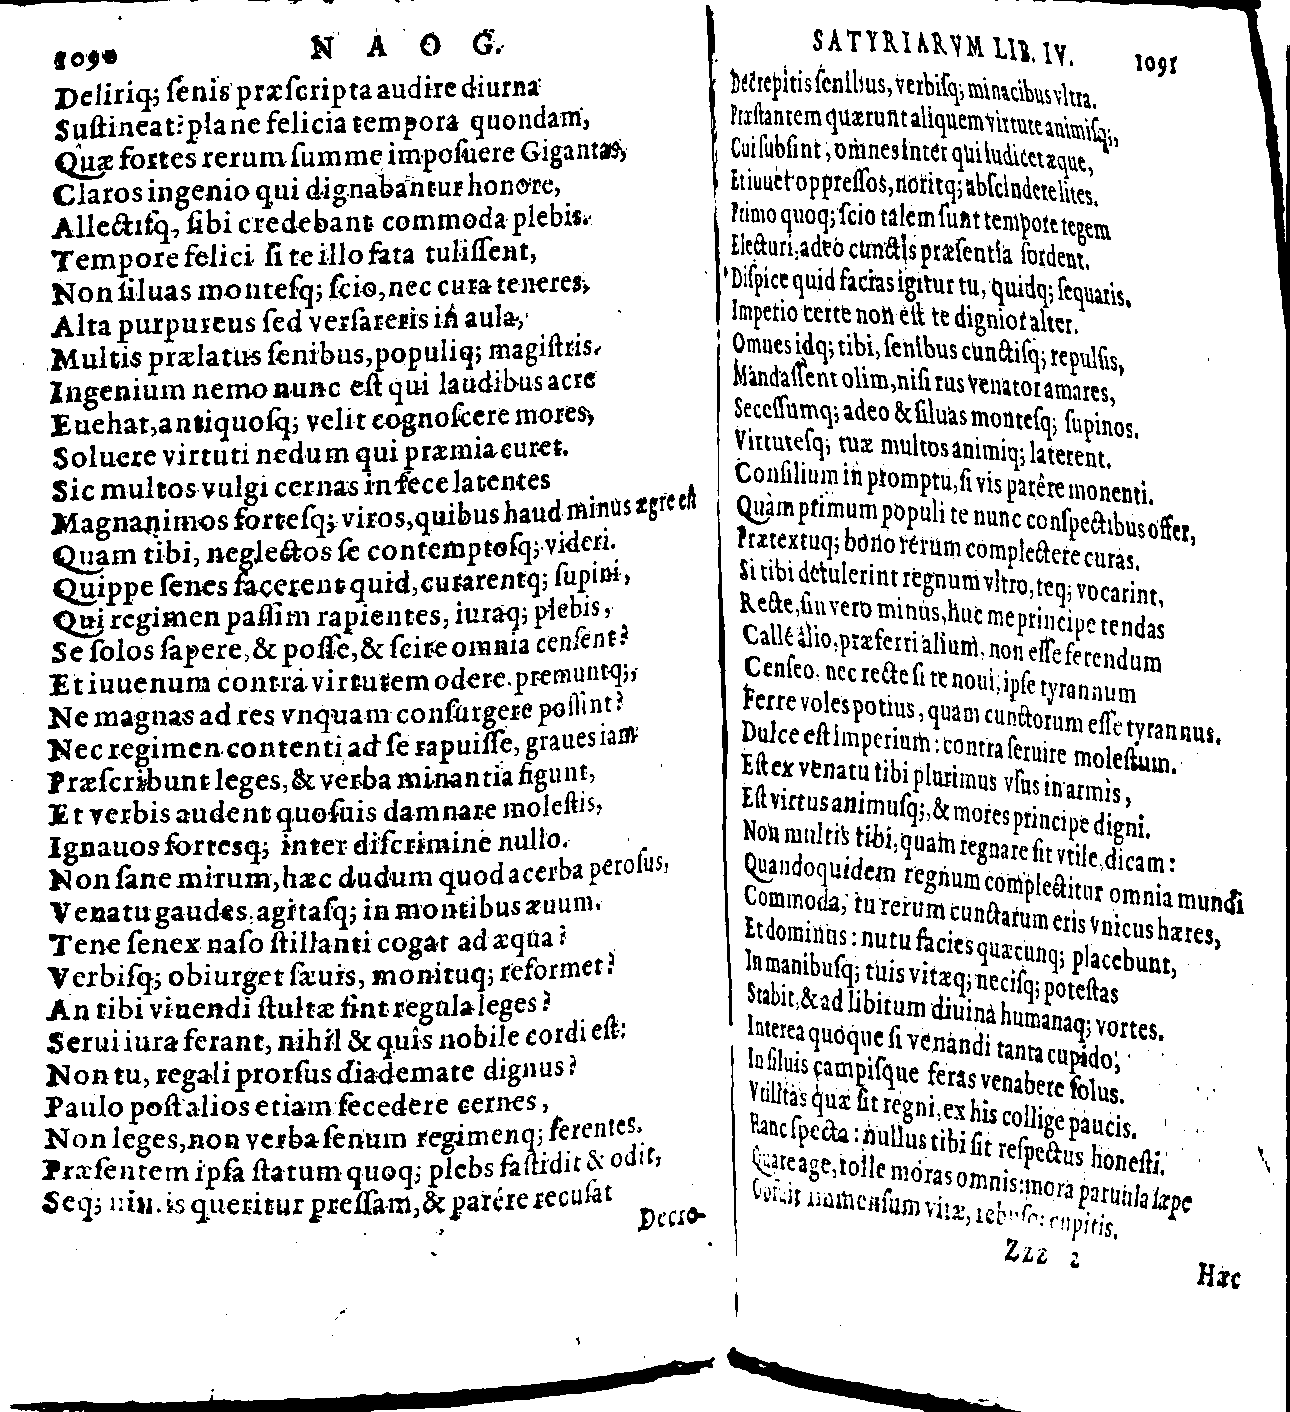 1090 N A O G.
Deliriq; ſenis præſcripta audire diurna
Suſtineat? plane felicia tempora quondam,
Quæ fortes rerum ſumme impoſuere Gigantas,
Claros ingenio qui dignabantur honore,
Allectiſq, ſibi credebant commoda plebis.
Tempore felici ſi te illo fata tuliſſent,
Non ſiluas monteſq; ſcio, nec cura teneres,
Alta purpureus ſed verſareris in aula,
Multis prælatus ſenibus, populiq; magiſtris.
Ingenium nemo nunc eſt qui laudibus acre
Euehat, antiquoſq; velit cognoſcere mores,
Soluere virtuti nedum qui præmia curet.
Sic multos vulgi cernas in fece latentes
Magnanimos forteſq; viros, quibus haud minus ægre eſt
Quam tibi, neglectos ſe contemptoſq; videri.
Quippe ſenes facerent quid, curarentq; ſupini,
Qui regimen paſſim rapientes, iuraq; plebis,
Se ſolos ſapere, & poſſe, & ſcire omnia cenſent?
Et iuuenum contra virtutem odere. premuntq;,
Ne magnas ad res vnquam conſurgere poſſint?
Nec regimen contenti ad ſe rapuiſſe, graues iam
Præſcribunt leges, & verba minantia figunt,
Et verbis audent quoſuis damnare moleſtis,
Ignauos fortesq; inter diſcrimine nullo.
Non ſane mirum, hæc dudum quod acerba peroſus,
Venatu gaudes, agitaſq; in montibus æuum.
Tene ſenex naſo ſtillanti cogat ad æqua?
Verbiſq; obiurget ſæuis, monituq; reformet?
An tibi viuendi ſtultæ ſint regula leges?
Serui iura ferant, nihil & quis nobile cordi eſt:
Non tu, regali prorſus diademate dignus?
Paulo poſt alios etiam ſecedere cernes,
Non leges, non verba ſenum regimenq; ferentes.
Præſentem ipſa ſtatum quoq; plebs faſtidit & odit,
Seq; queritur preſſam, & parére recuſat
Decre-
SATYRIARVM LIB. IV. 1091
Decrepitis ſenibus, verbiſq; minacibus vltra.
Præſtantem quærunt aliquem virtute animiſq;,
Cui ſubſint, omnes inter qui iudicet æque,
Et iuuet oppreſſos, noritq; abſcindere lites.
Primo quoq; ſcio talem ſunt tempore regem
Electuri, adeo cunctis præſentia ſordent.
Diſpice quid facias igitur tu, quidq; ſequaris.
Imperio certe non eſt te dignior alter.
Omnes idq; tibi, ſenibus cunctiſq; repulſis,
Mandaſſent olim, niſi rus venator amares,
Seceſſumq; adeo & ſiluas monteſq; ſupinos.
Virtuteſq; tuæ multos animiq; laterent.
Conſilium in promptu, ſi vis parêre monenti.
Quàm primum populi te nunc conſpectibus offer,
Prætextuq; bono rerum complectere curas.
Si tibi detulerint regnum vltro, teq; vocarint,
Recte, ſin vero minus, huc me principe tendas
Calle alio, præferri alium, non eſſe ferendum
Cenſeo. nec recte ſi te noui, ipſe tyrannum
Ferre voles potius, quam cunctorum eſſe tyrannus.
Dulce eſt imperium: contra ſeruire moleſtum.
Eſt ex venatu tibi plurimus vſus in armis,
Eſt virtus animuſq;, & mores principe digni.
Non multis tibi, quam regnare ſit vtile, dicam:
Quandoquidem regnum complectitur omnia mundi
Commoda, tu rerum cunctarum eris vnicus hæres,
Et dominus: nutu facies quæcunq; placebunt,
In manibuſq; tuis vitæq; neciſq; poteſtas
Stabit, & ad libitum diuina humanaq; vortes.
Interea quoque ſi venandi tanta cupido,
In ſiluis campiſque feras venabere ſolus.
Vtilitas quæ ſit regni, ex his collige paucis.
Hanc ſpecta: nullus tibi ſit reſpectus honeſti.
Quare age, tolle moras omnis: mora paruula ſæpe
immenſum vitæ, cupitis.
Zzz 2 Hæc